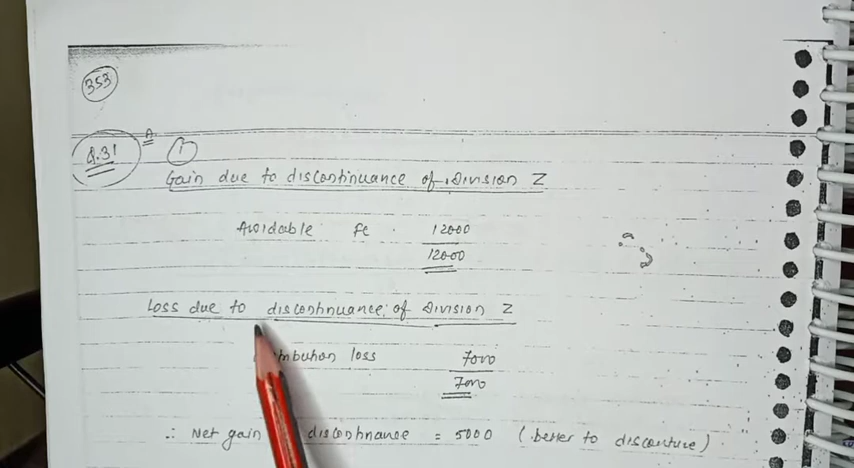 353
Q.31 A 1
Gain due to discontinuance of Division Z
Avoidable fc 12000
12000
Loss due to discontinuance of Division Z
loss 7000
7000
∴ Net gain discontinuance = 5000 (better to discontinue)